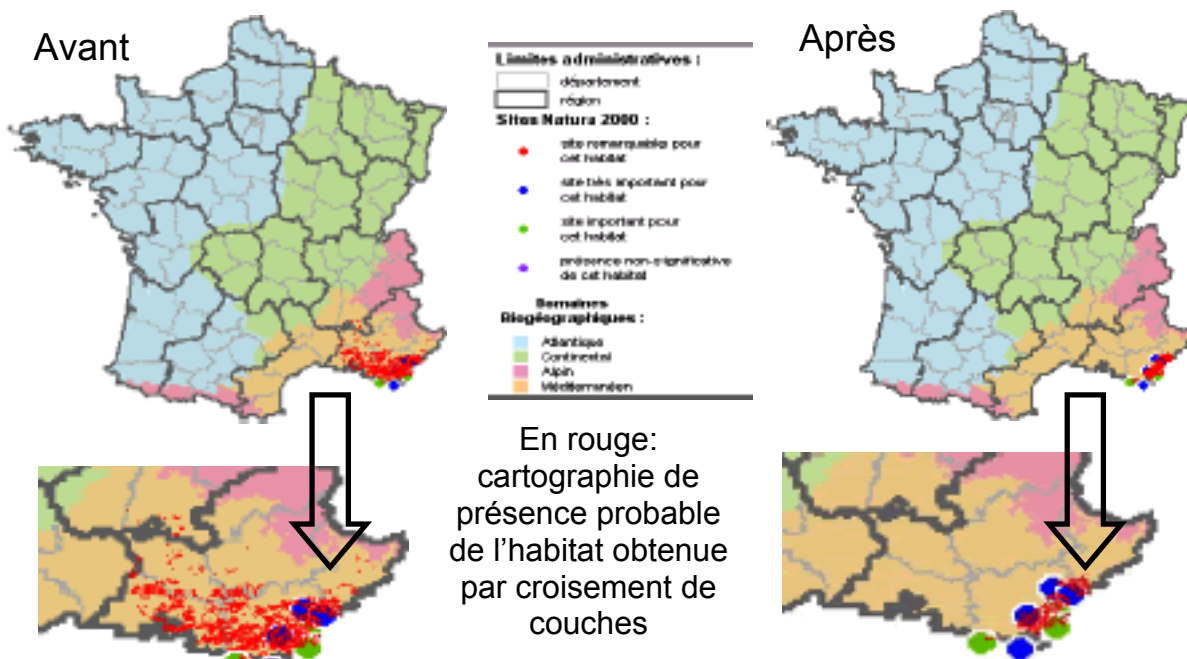 Avant
Limites administratives :
département
région
Sites Natura 2000 :
site remarquables pour
cet habitat
site très important pour
cet habitat
site important pour
cet habitat
présence non-significative
de cet habitat
Domaines
Biogéographiques :
Atlantique
Continental
Alpin
Méditerranéen
Après
En rouge:
cartographie de
présence probable
de l’habitat obtenue
par croisement de
couches